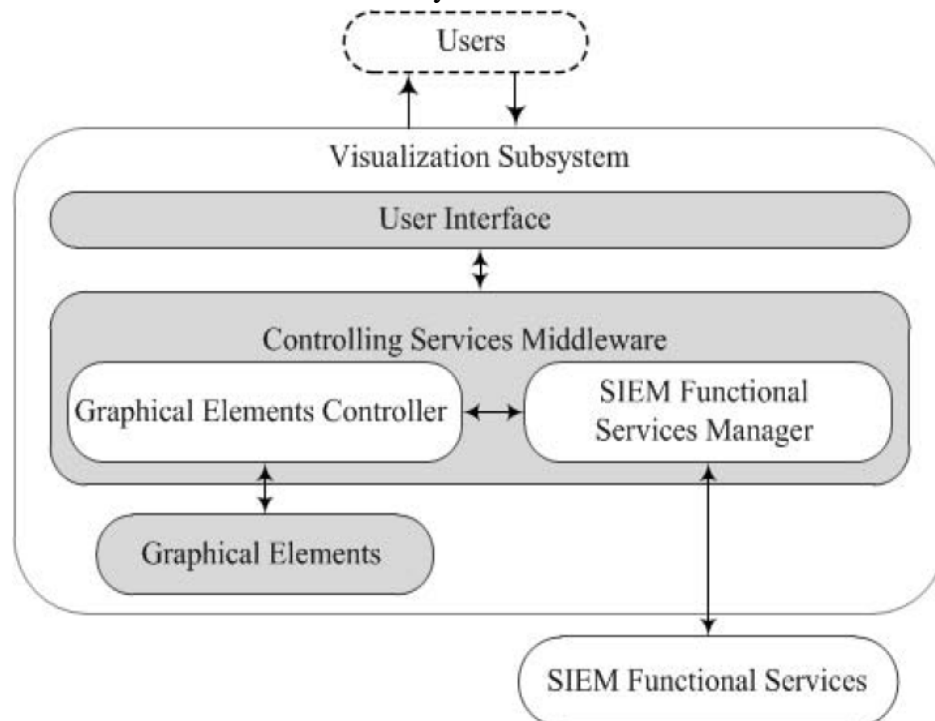 Users
Visualization Subsystem
User Interface
Controlling Services Middleware
Graphical Elements Controller
SIEM Functional
Services Manager
Graphical Elements
SIEM Functional Services